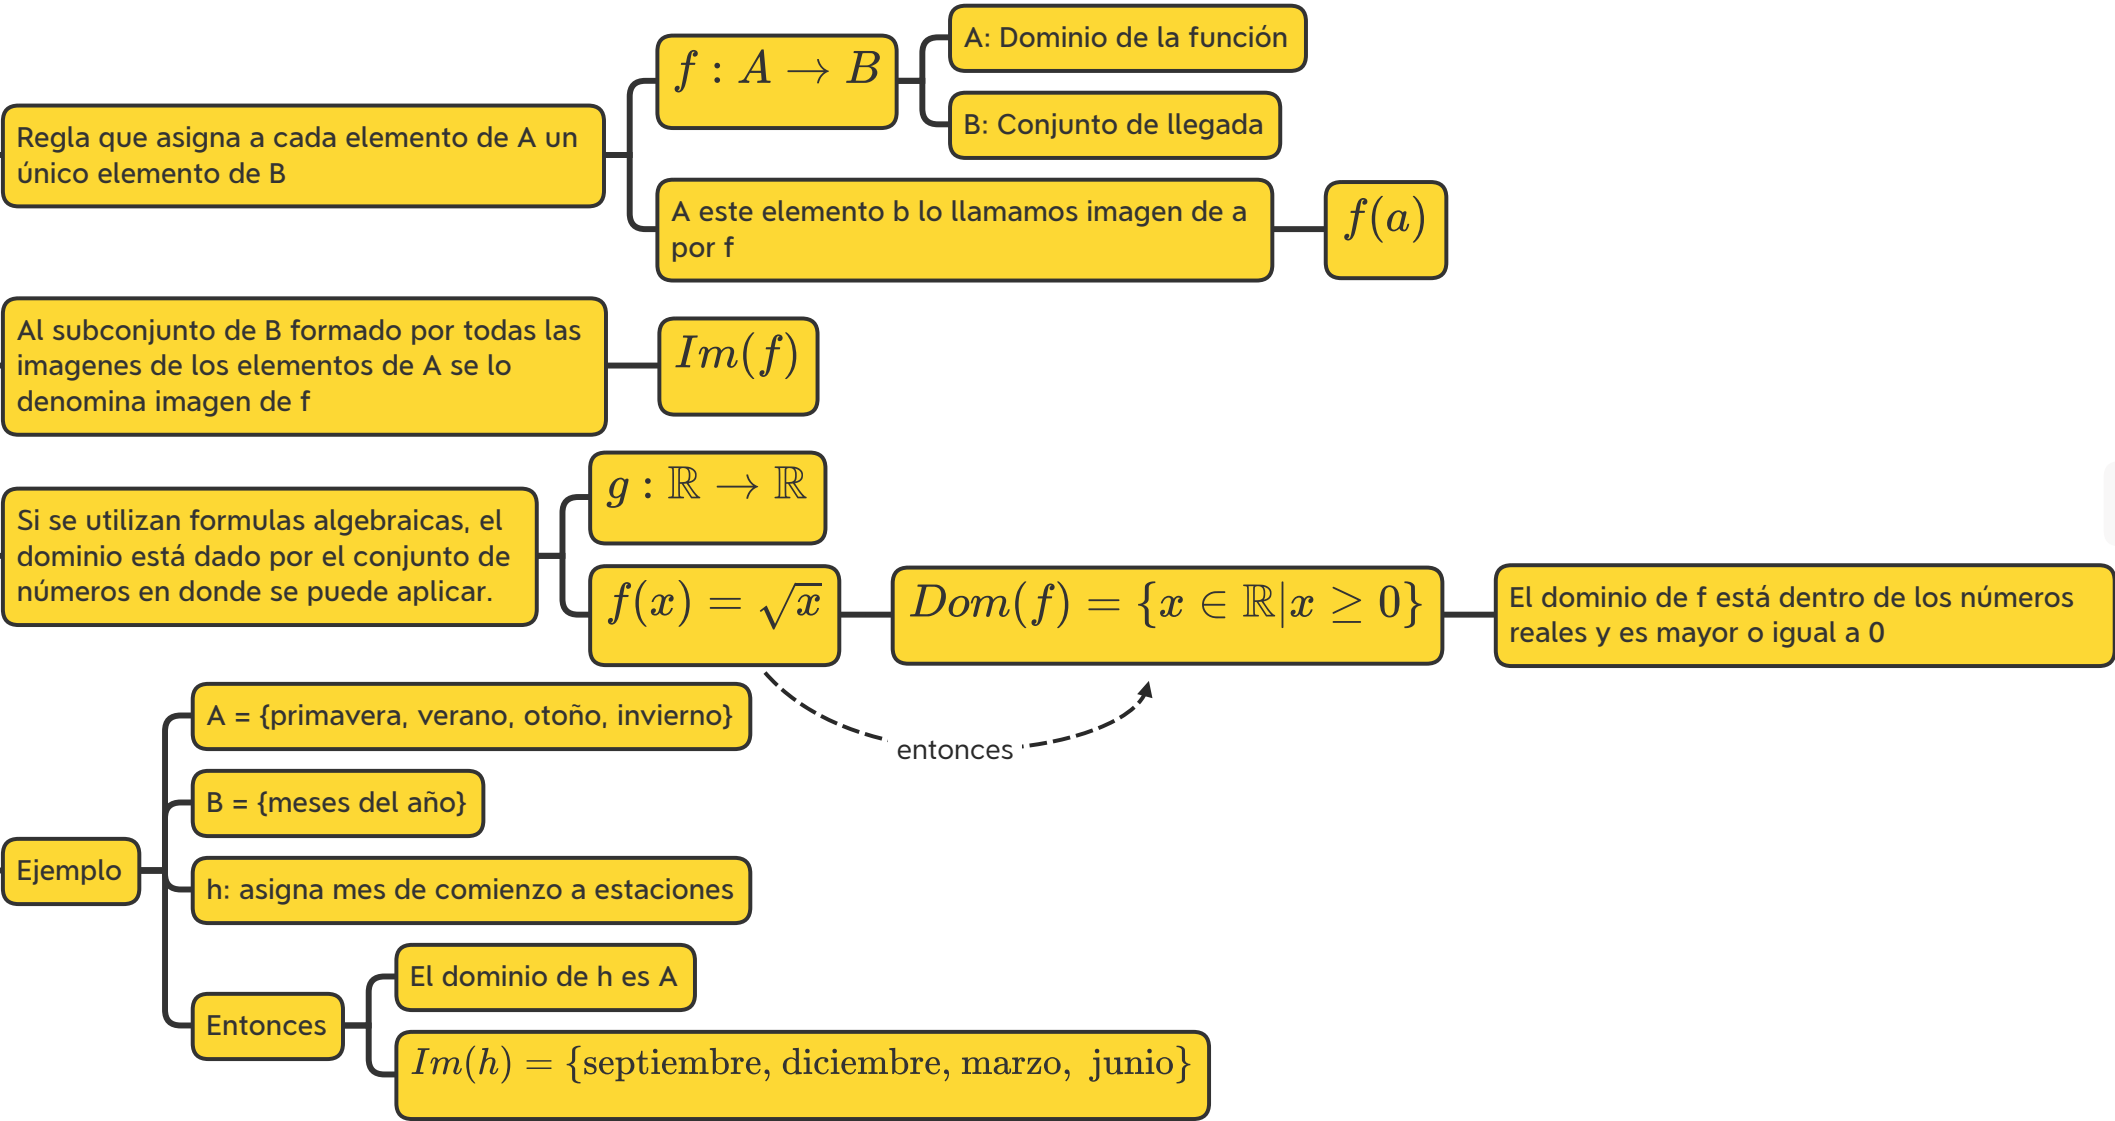 Regla que asigna a cada elemento de A un
único elemento de B
f : A → B
A: Dominio de la función
B: Conjunto de llegada
A este elemento b lo llamamos imagen de a
por f
f(a)
Al subconjunto de B formado por todas las
imagenes de los elementos de A se lo
denomina imagen de f
Im(f)
Si se utilizan formulas algebraicas, el
dominio está dado por el conjunto de
números en donde se puede aplicar.
g : ℝ → ℝ
f(x) = √x
Dom(f) = {x ∈ ℝ|x ≥ 0}
El dominio de f está dentro de los números
reales y es mayor o igual a 0
entonces
Ejemplo
A = {primavera, verano, otoño, invierno}
B = {meses del año}
h: asigna mes de comienzo a estaciones
Entonces
El dominio de h es A
Im(h) = {septiembre, diciembre, marzo, junio}